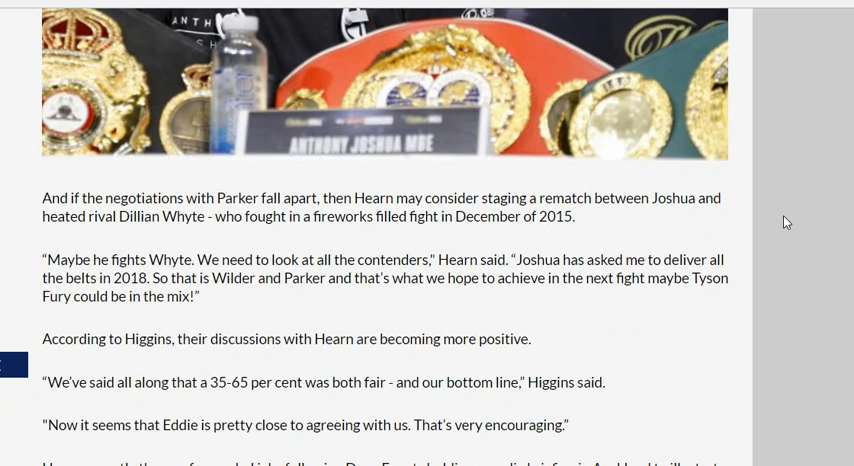 ANTH
SH
ANTHONY JOSHUA MBE
And if the negotiations with Parker fall apart, then Hearn may consider staging a rematch between Joshua and
heated rival Dillian Whyte - who fought in a fireworks filled fight in December of 2015.
“Maybe he fights Whyte. We need to look at all the contenders,” Hearn said. “Joshua has asked me to deliver all
the belts in 2018. So that is Wilder and Parker and that’s what we hope to achieve in the next fight maybe Tyson
Fury could be in the mix!”
According to Higgins, their discussions with Hearn are becoming more positive.
“We’ve said all along that a 35-65 per cent was both fair - and our bottom line,” Higgins said.
"Now it seems that Eddie is pretty close to agreeing with us. That’s very encouraging.”